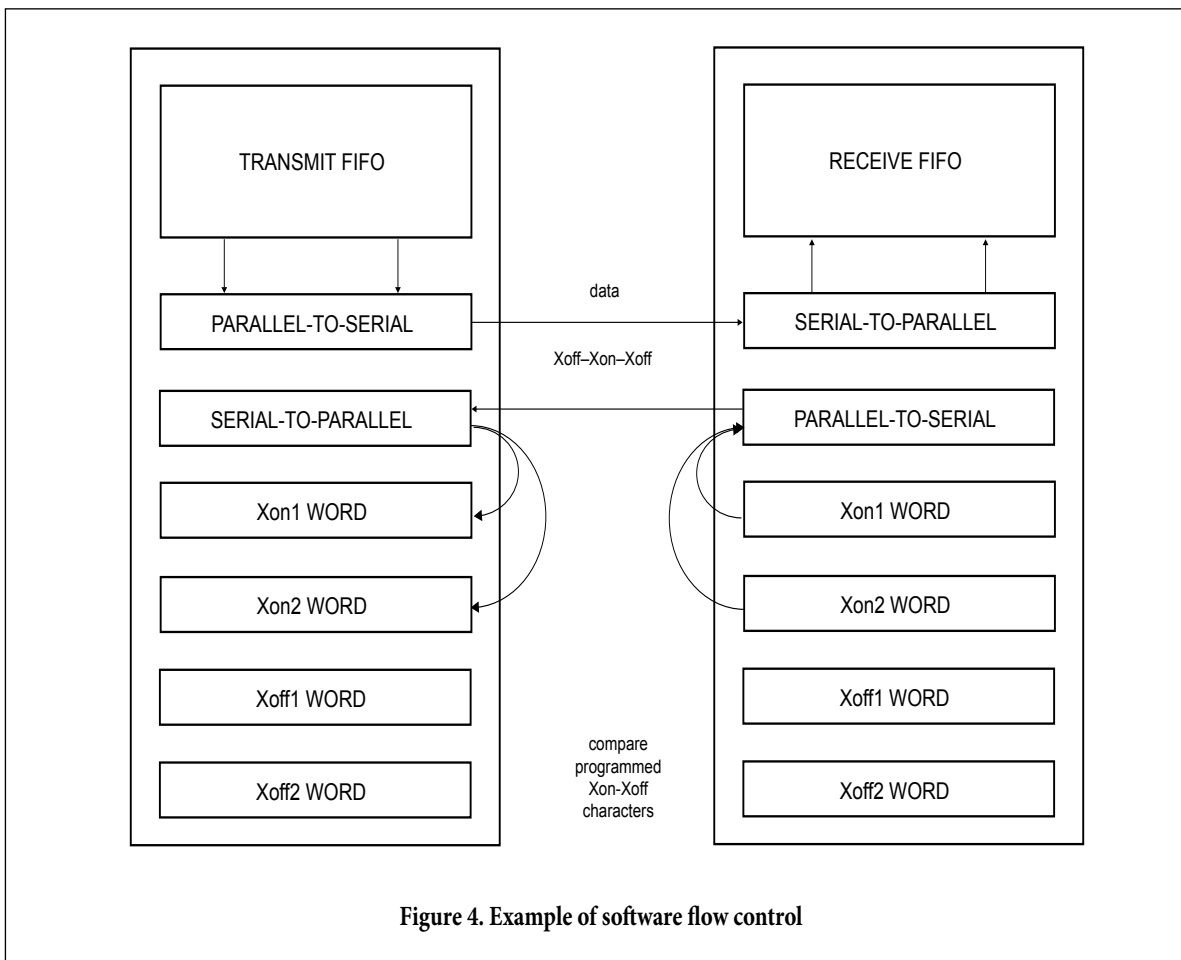 TRANSMIT FIFO
PARALLEL-TO-SERIAL
SERIAL-TO-PARALLEL
Xon1 WORD
Xon2 WORD
Xoff1 WORD
Xoff2 WORD
data
Xoff–Xon–Xoff
compare
programmed
Xon-Xoff
characters
RECEIVE FIFO
SERIAL-TO-PARALLEL
PARALLEL-TO-SERIAL
Xon1 WORD
Xon2 WORD
Xoff1 WORD
Xoff2 WORD
Figure 4. Example of software flow control